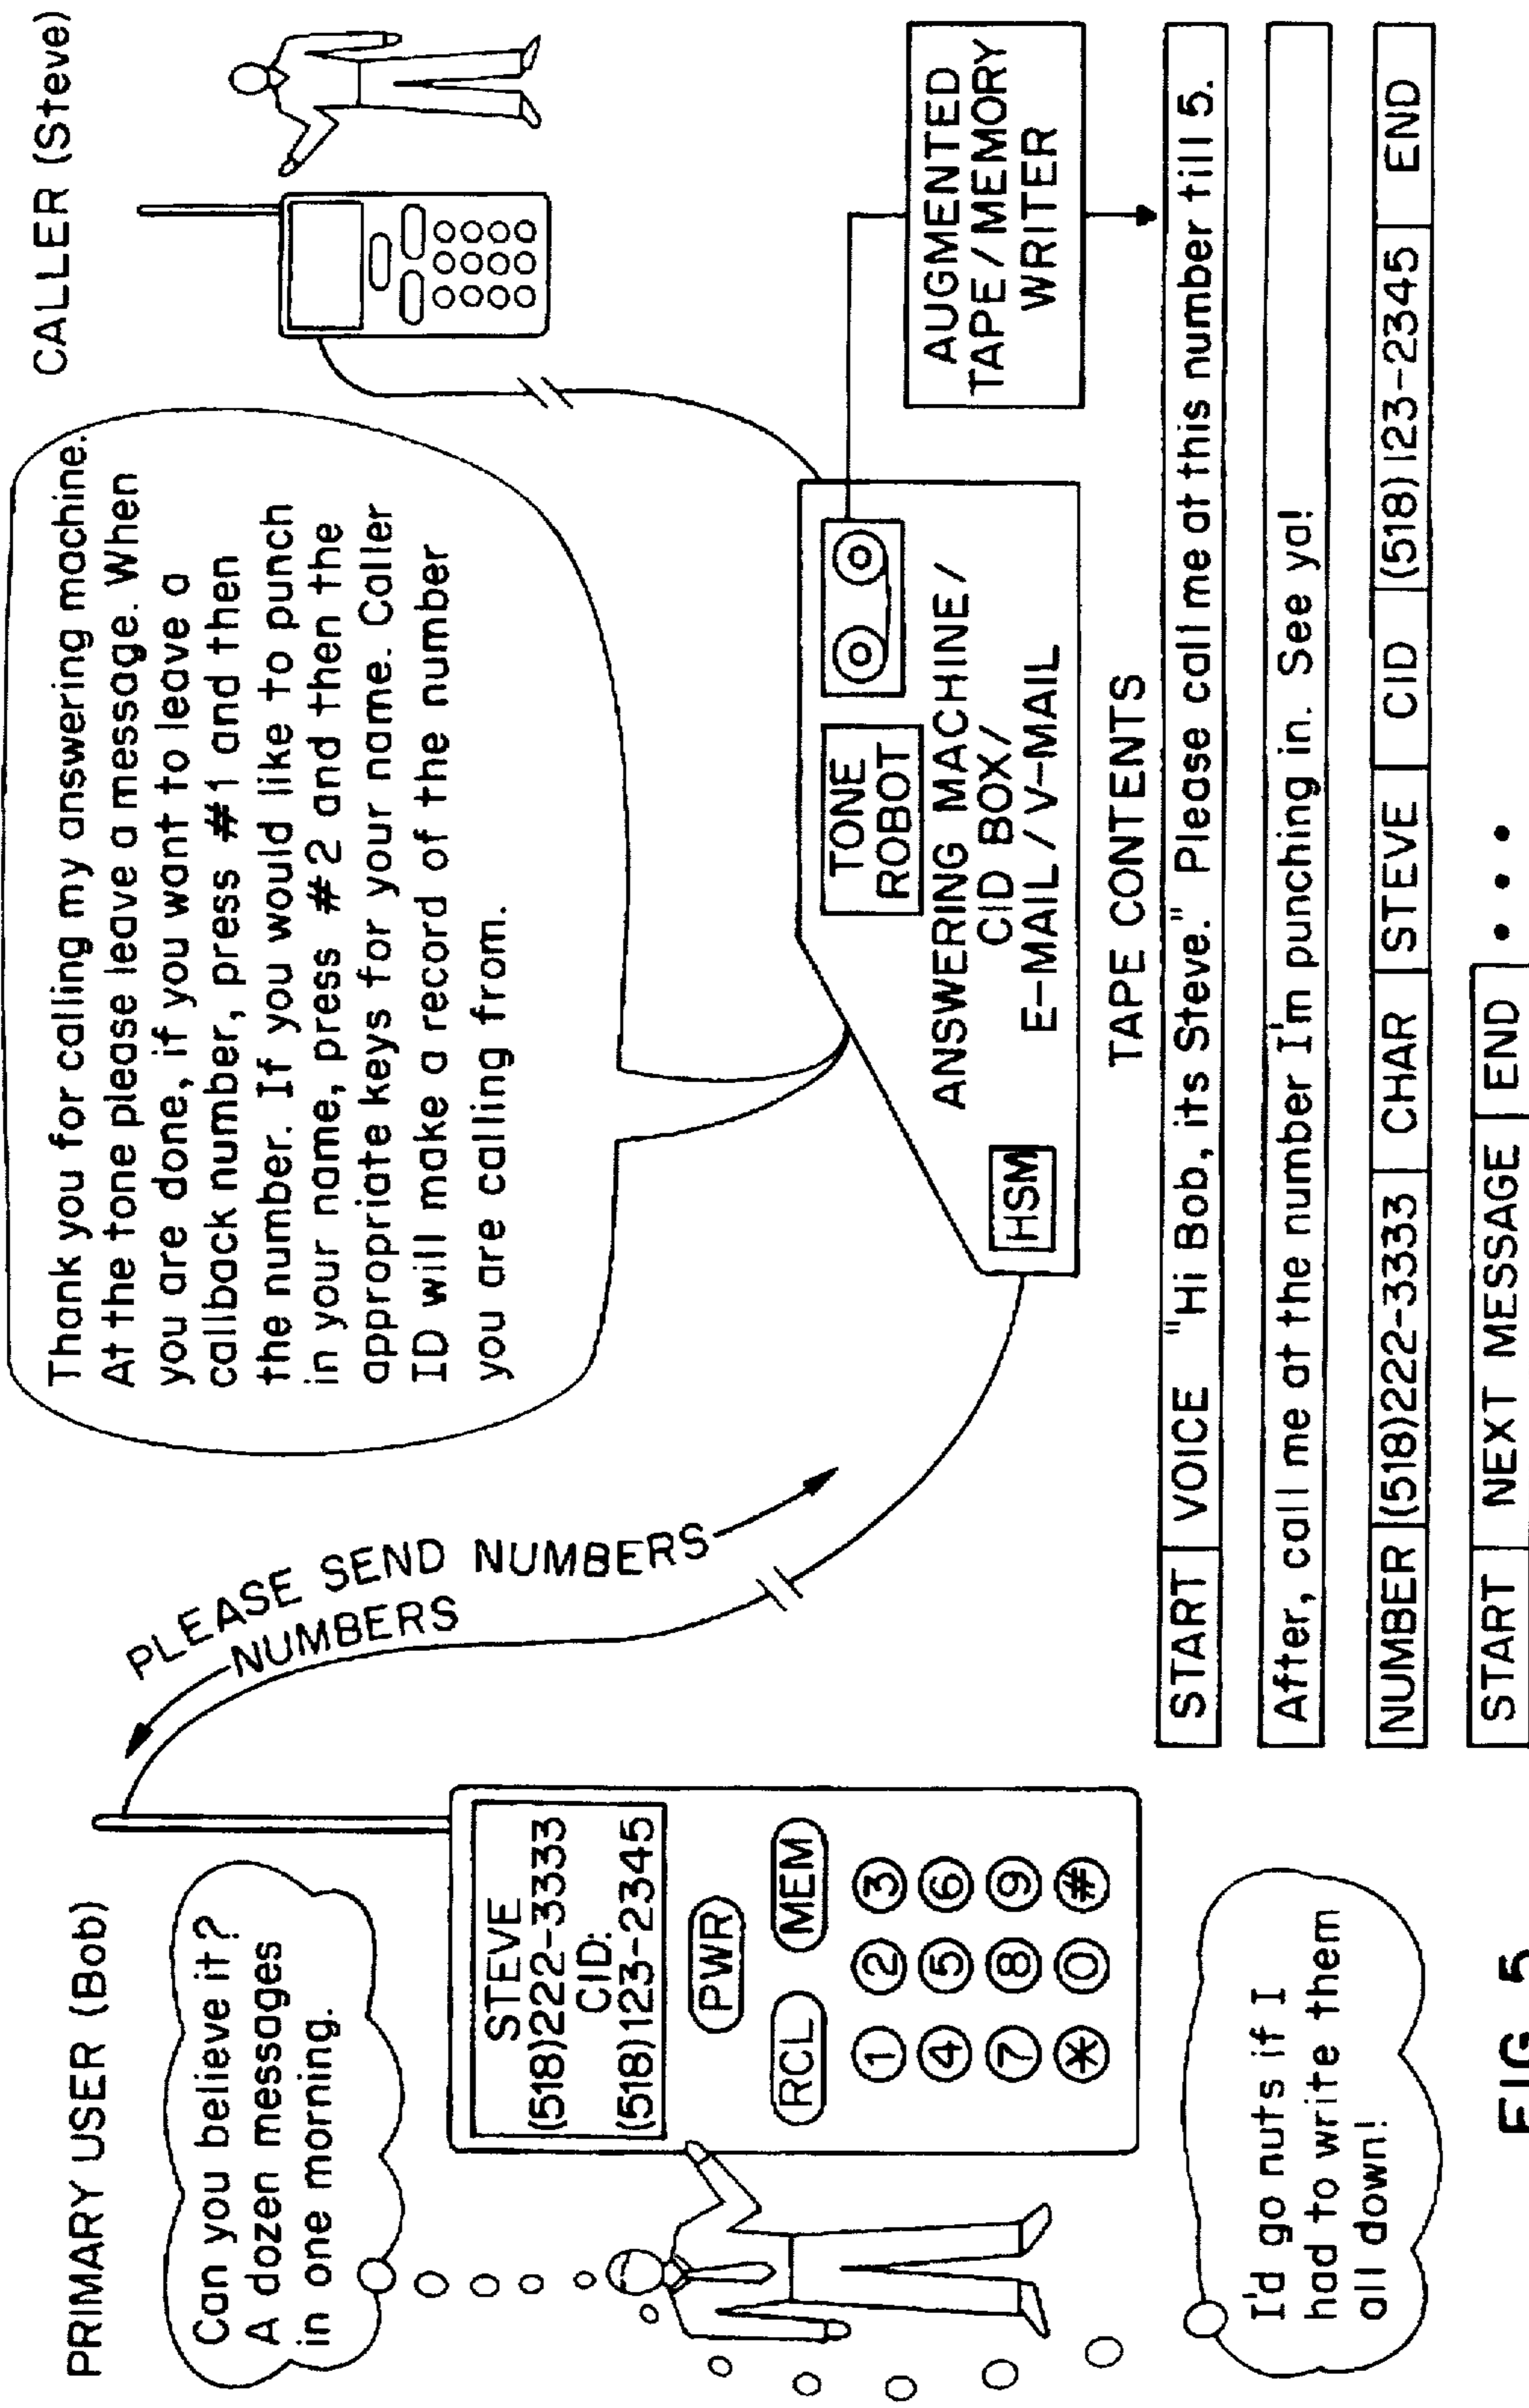 PRIMARY USER (Bob)
Can you believe it?
A dozen messages
in one morning.
PLEASE SEND NUMBERS
NUMBERS
Thank you for calling my answering machine.
At the tone please leave a message. When
you are done, if you want to leave a
callback number, press #1 and then
the number. If you would like to punch
in your name, press #2 and then the
appropriate keys for your name. Caller
ID will make a record of the number
you are calling from.
CALLER (Steve)
STEVE
(518)222-3333
CID:
(518)123-2345
PWR
RCL MEM
1 2 3
4 5 6
7 8 9
* 0 #
I'd go nuts if I
had to write them
all down!
HSM
TONE
ROBOT
ANSWERING MACHINE/
CID BOX/
E-MAIL/V-MAIL
AUGMENTED
TAPE/MEMORY
WRITER
TAPE CONTENTS
START VOICE "Hi Bob, its Steve." Please call me at this number till 5.
After, call me at the number I'm punching in. See ya!
NUMBER (518)222-3333 CHAR STEVE CID (518)123-2345 END
START NEXT MESSAGE END • • •
FIG. 5